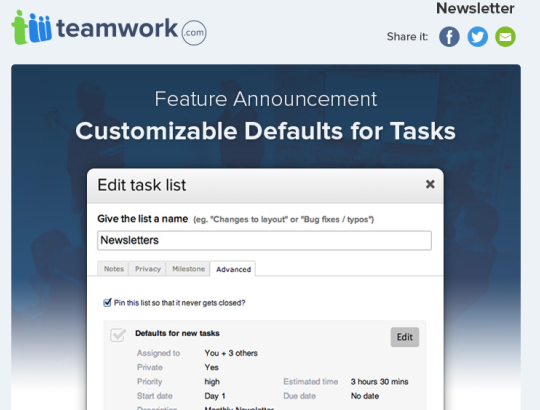 Newsletter
teamwork.com
Share it:
Feature Announcement
Customizable Defaults for Tasks
Edit task list
Give the list a name (eg. "Changes to layout" or "Bug fixes / typos")
Newsletters
Notes Privacy Milestone Advanced
Pin this list so that it never gets closed?
Defaults for new tasks Edit
Assigned to You + 3 others
Private Yes
Priority high Estimated time 3 hours 30 mins
Start date Day 1 Due date No date
Description Monthly Newsletter